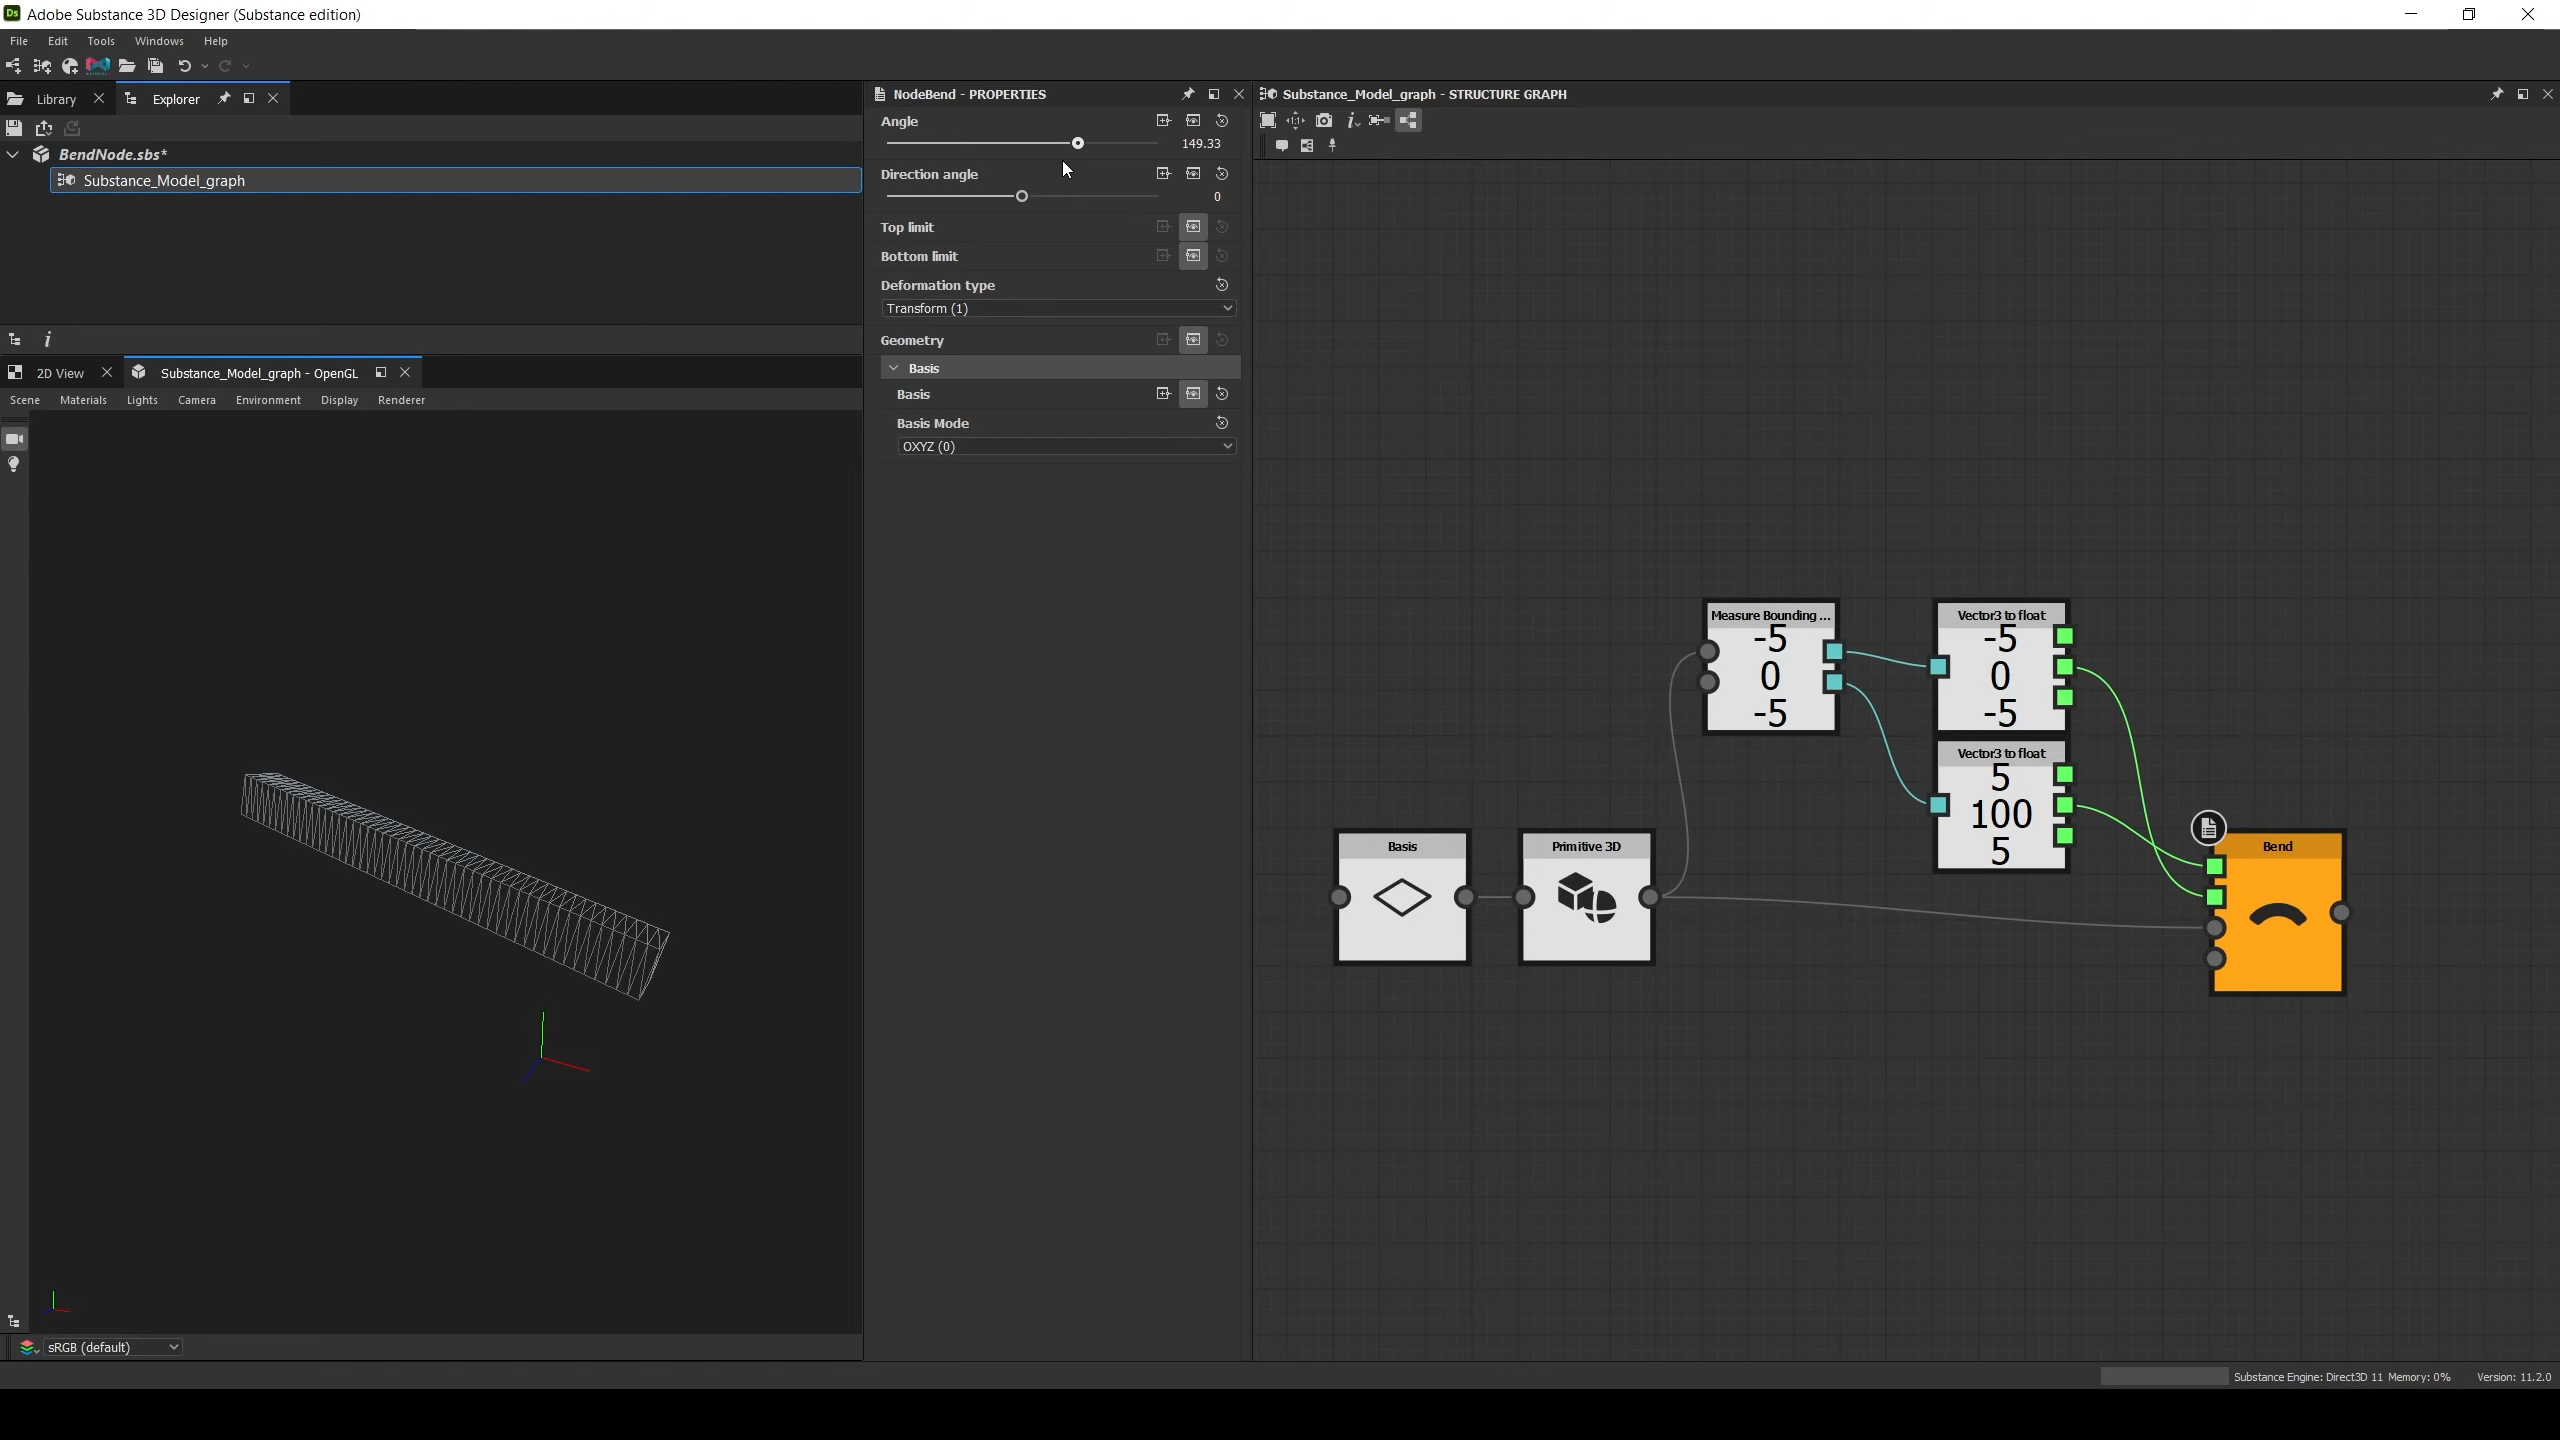 Adobe Substance 3D Designer (Substance edition)
File Edit Tools Windows Help
Library Explorer
BendNode.sbs*
Substance_Model_graph
2D View Substance_Model_graph - OpenGL
Scene Materials Lights Camera Environment Display Renderer
sRGB (default)
NodeBend - PROPERTIES
Angle
149.33
Direction angle
0
Top limit
Bottom limit
Deformation type
Transform (1)
Geometry
Basis
Basis
Basis Mode
OXYZ (0)
Substance_Model_graph - STRUCTURE GRAPH
Measure Bounding ...
-5
0
-5
Vector3 to float
-5
0
-5
Vector3 to float
5
100
5
Basis
Primitive 3D
Bend
Substance Engine: Direct3D 11 Memory: 0% Version: 11.2.0